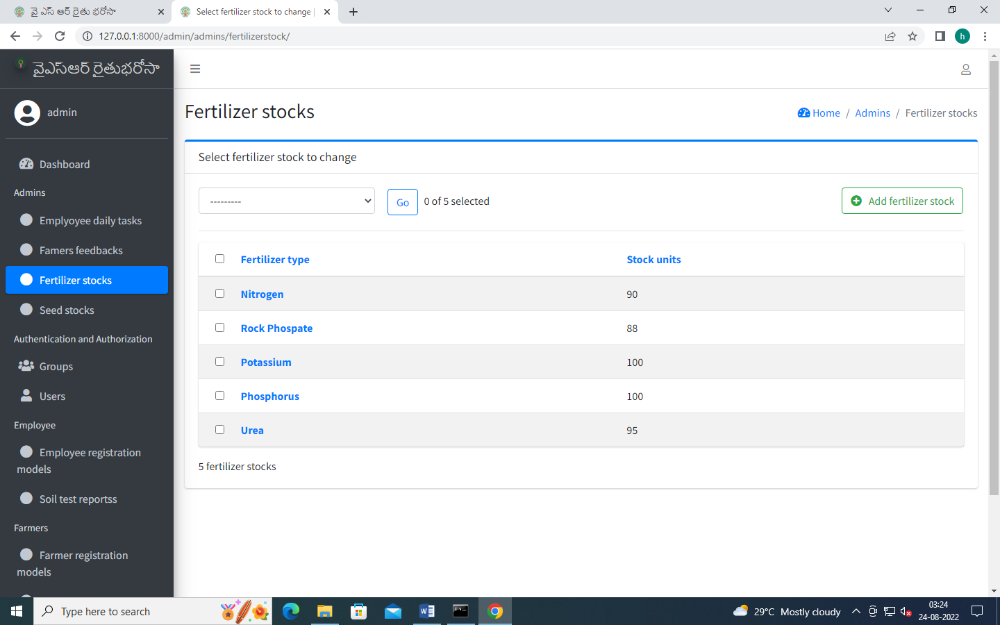 వై ఎస్ ఆర్ రైతు భరోసా
Select fertilizer stock to change |
127.0.0.1:8000/admin/admins/fertilizerstock/
h
వైఎస్ఆర్ రైతుభరోసా
admin
Dashboard
Admins
Emplyoyee daily tasks
Famers feedbacks
Fertilizer stocks
Seed stocks
Authentication and Authorization
Groups
Users
Employee
Employee registration
models
Soil test reportss
Farmers
Farmer registration
models
Fertilizer stocks
Home / Admins / Fertilizer stocks
Select fertilizer stock to change
---------
Go
0 of 5 selected
Add fertilizer stock
Fertilizer type Stock units
Nitrogen 90
Rock Phospate 88
Potassium 100
Phosphorus 100
Urea 95
5 fertilizer stocks
Type here to search
29°C Mostly cloudy
03:24
24-08-2022